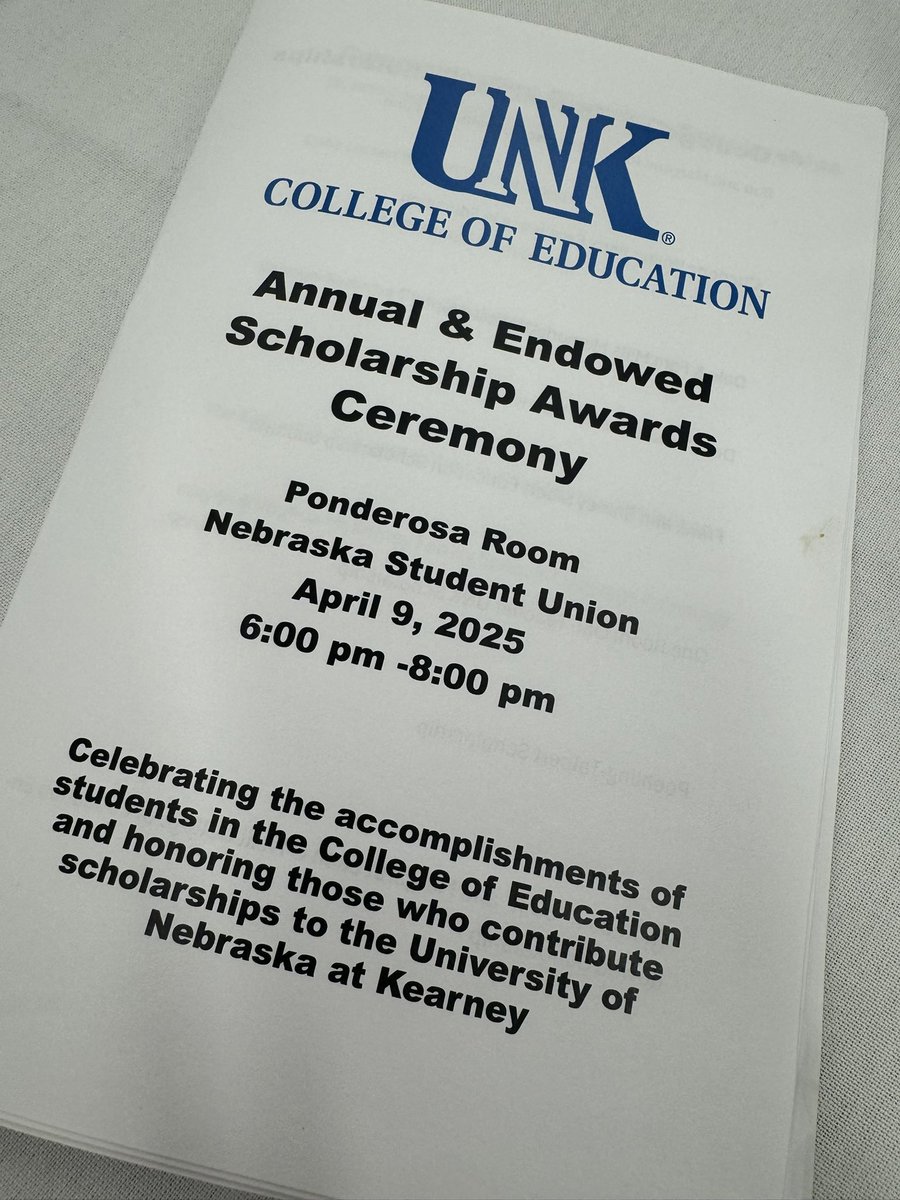 UNK®
COLLEGE OF EDUCATION
Annual & Endowed
Scholarship Awards
Ceremony
Ponderosa Room
Nebraska Student Union
April 9, 2025
6:00 pm -8:00 pm
Celebrating the accomplishments of
students in the College of Education
and honoring those who contribute
scholarships to the University of
Nebraska at Kearney